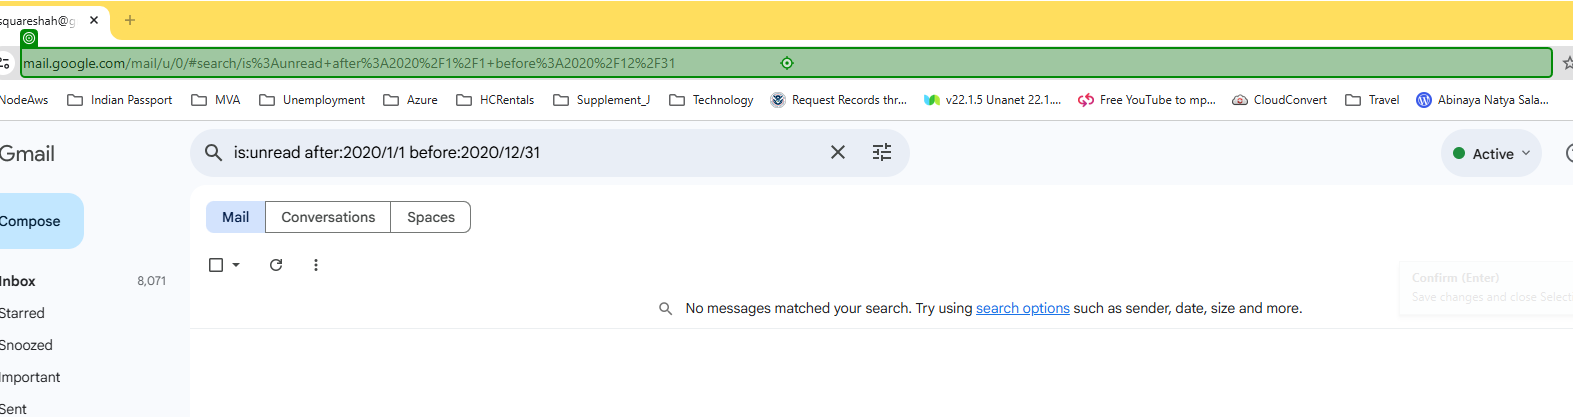 squareshah@g
mail.google.com/mail/u/0/#search/is%3Aunread+after%3A2020%2F1%2F1+before%3A2020%2F12%2F31
NodeAws Indian Passport MVA Unemployment Azure HCRentals Supplement_J Technology Request Records thr... v22.1.5 Unanet 22.1.... Free YouTube to mp... CloudConvert Travel Abinaya Natya Sala...
Gmail
is:unread after:2020/1/1 before:2020/12/31
Active
Compose
Mail Conversations Spaces
Inbox 8,071
Starred
Snoozed
Important
Sent
No messages matched your search. Try using search options such as sender, date, size and more.
Confirm (Enter)
Save changes and close Select